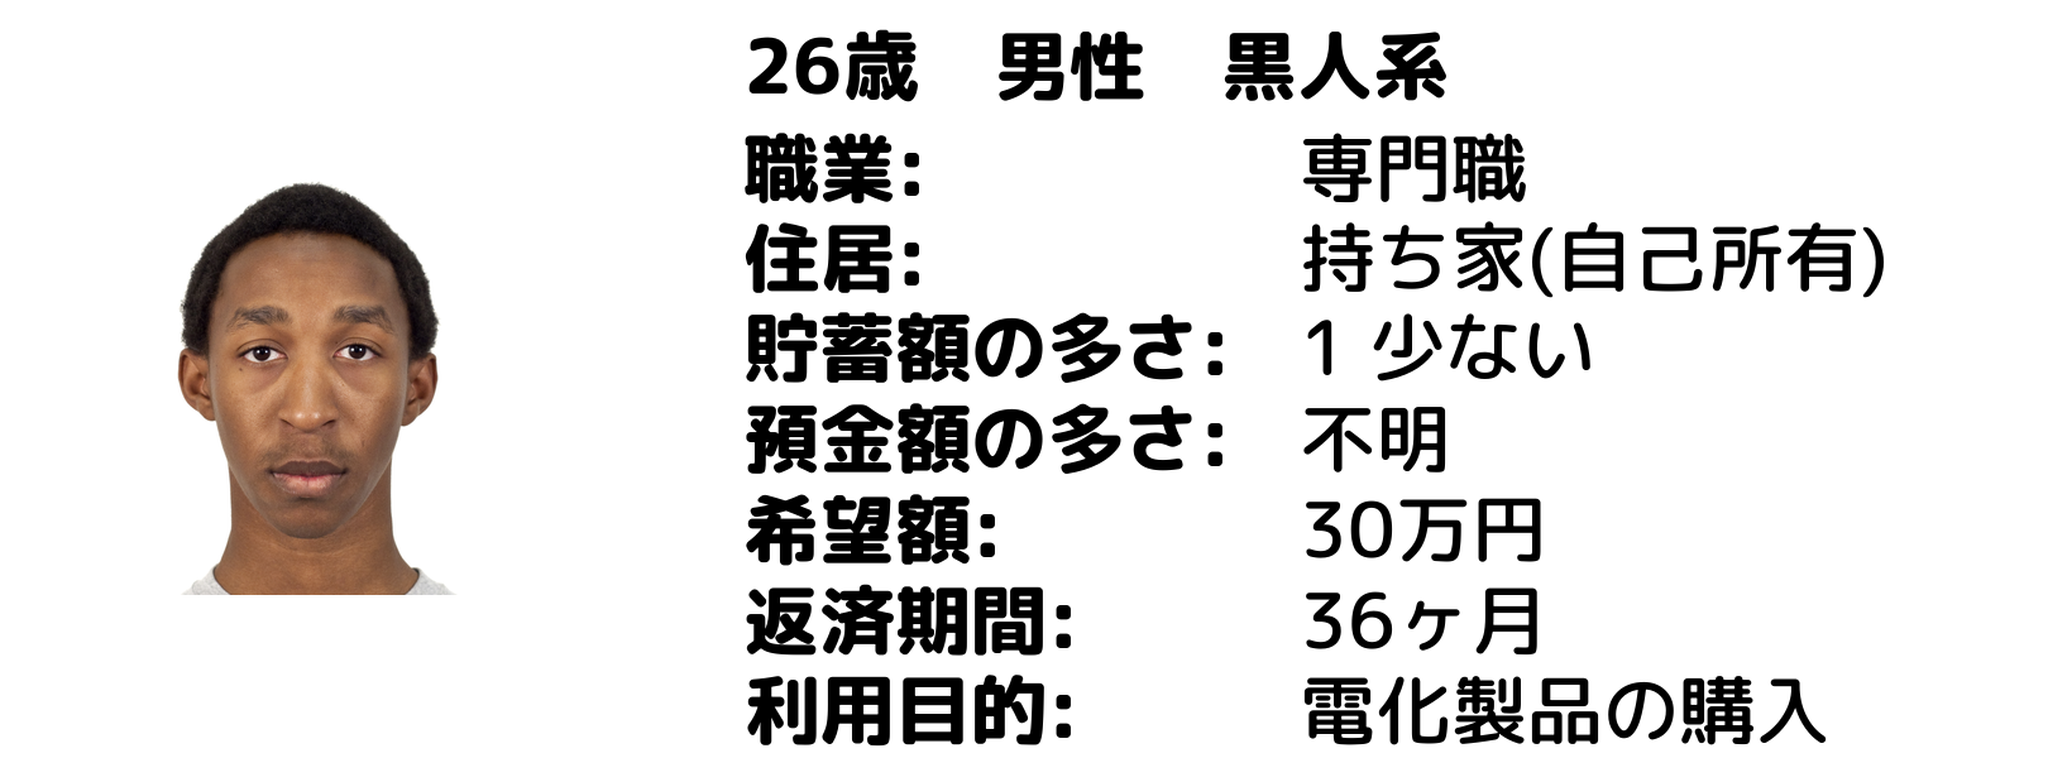 26歳　男性　黒人系
職業: 専門職
住居: 持ち家(自己所有)
貯蓄額の多さ: 1 少ない
預金額の多さ: 不明
希望額: 30万円
返済期間: 36ヶ月
利用目的: 電化製品の購入